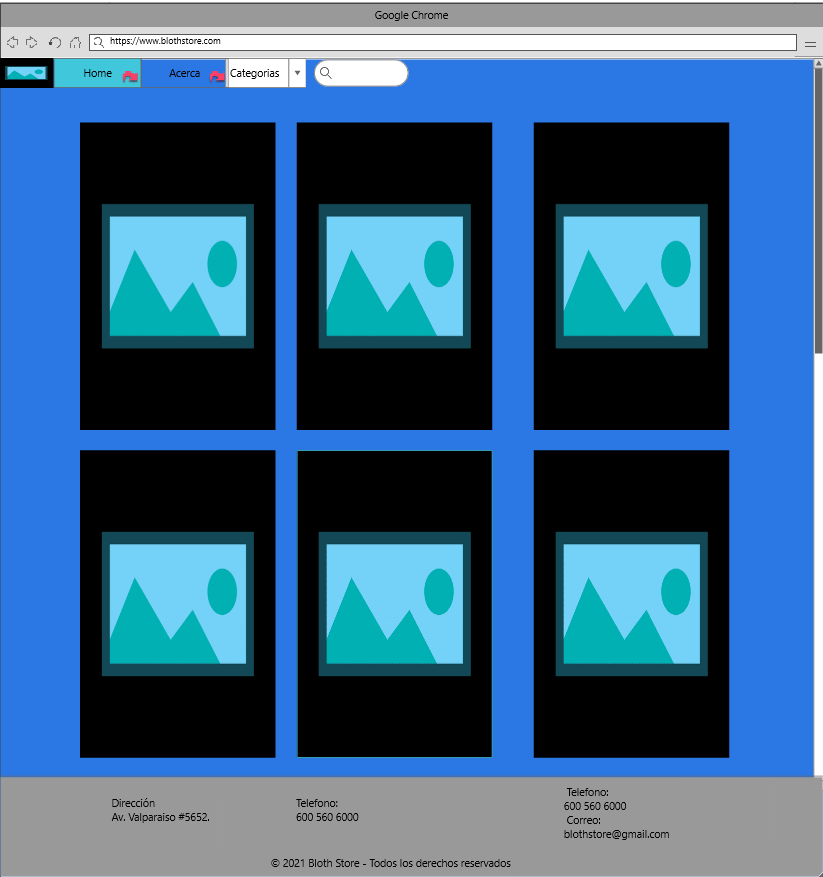 Google Chrome
https://www.blothstore.com
Home
Acerca
Categorias
Dirección
Av. Valparaiso #5652.
Telefono:
600 560 6000
Telefono:
600 560 6000
Correo:
blothstore@gmail.com
© 2021 Bloth Store - Todos los derechos reservados